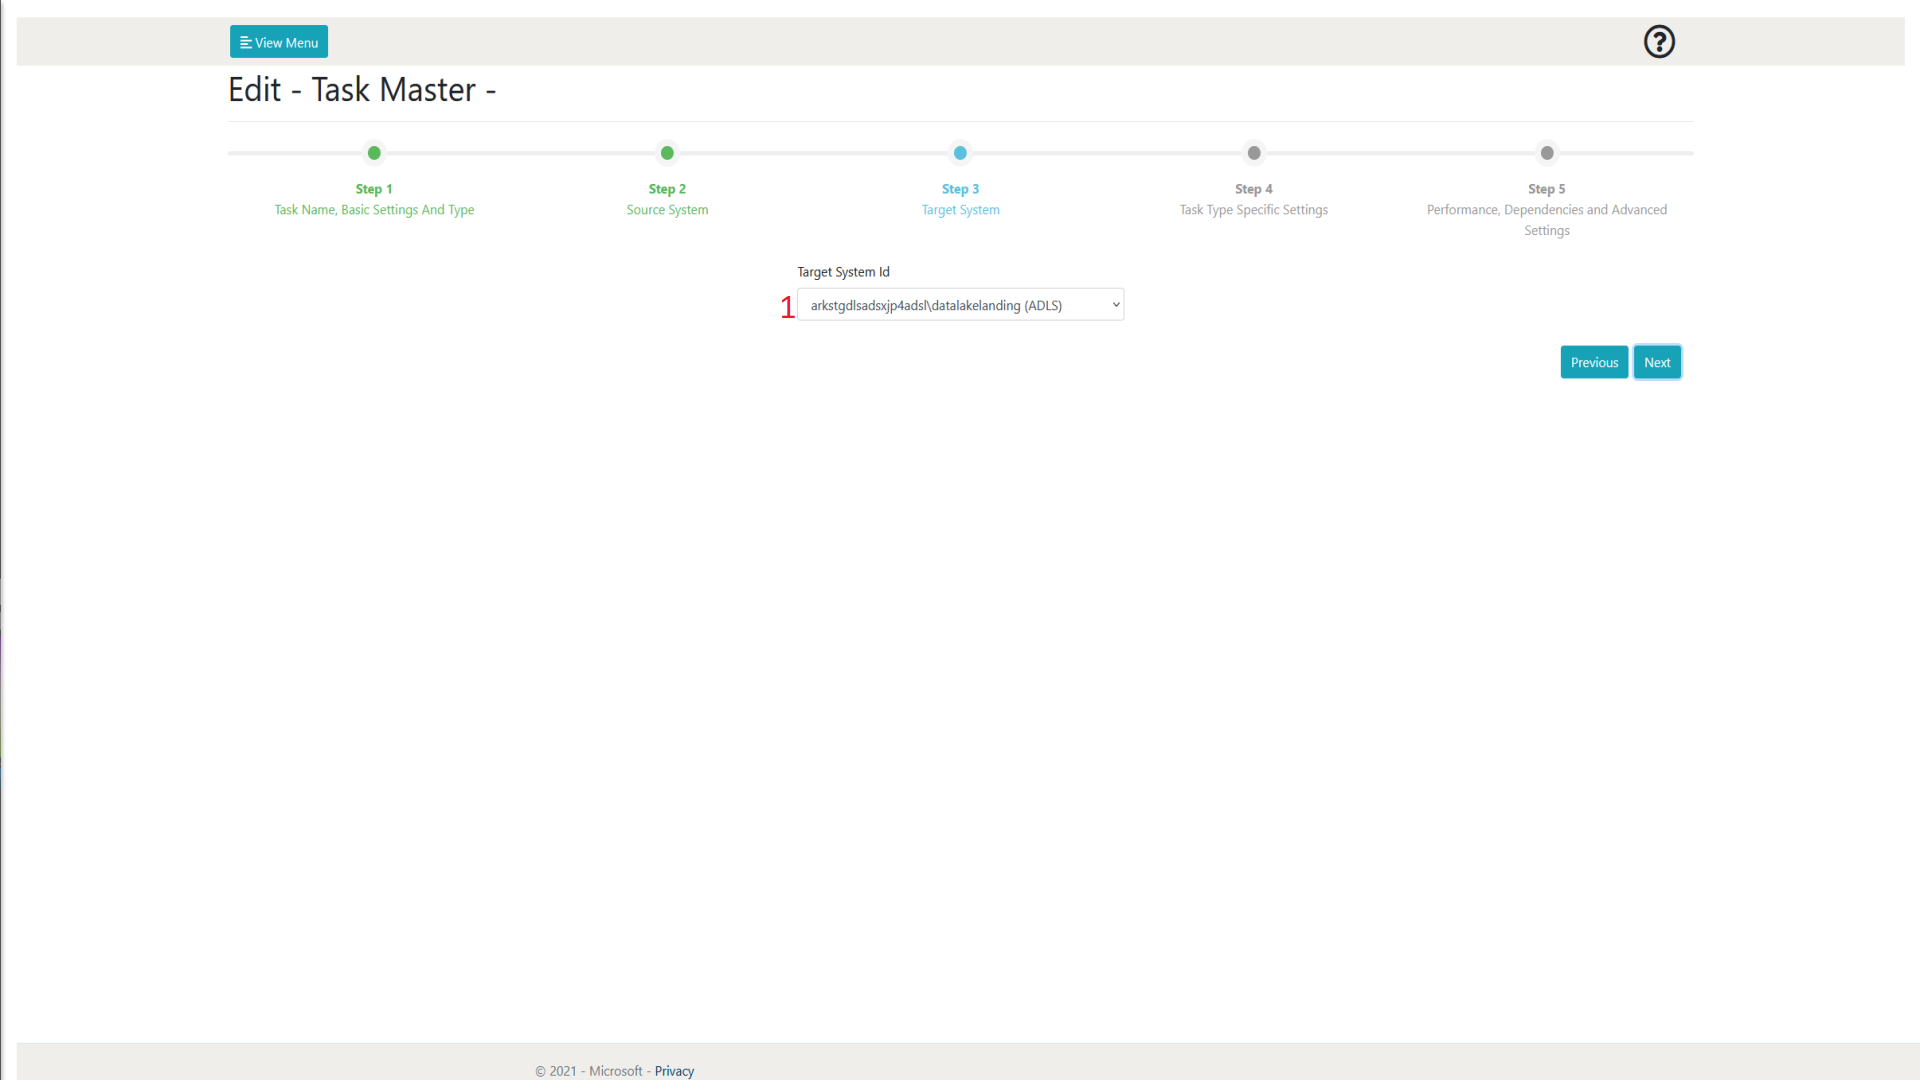 View Menu
Edit - Task Master -
Step 1
Task Name, Basic Settings And Type
Step 2
Source System
Step 3
Target System
Step 4
Task Type Specific Settings
Step 5
Performance, Dependencies and Advanced
Settings
Target System Id
1
arkstgdlsadsxjp4adsl\datalakelanding (ADLS)
Previous
Next
© 2021 - Microsoft - Privacy